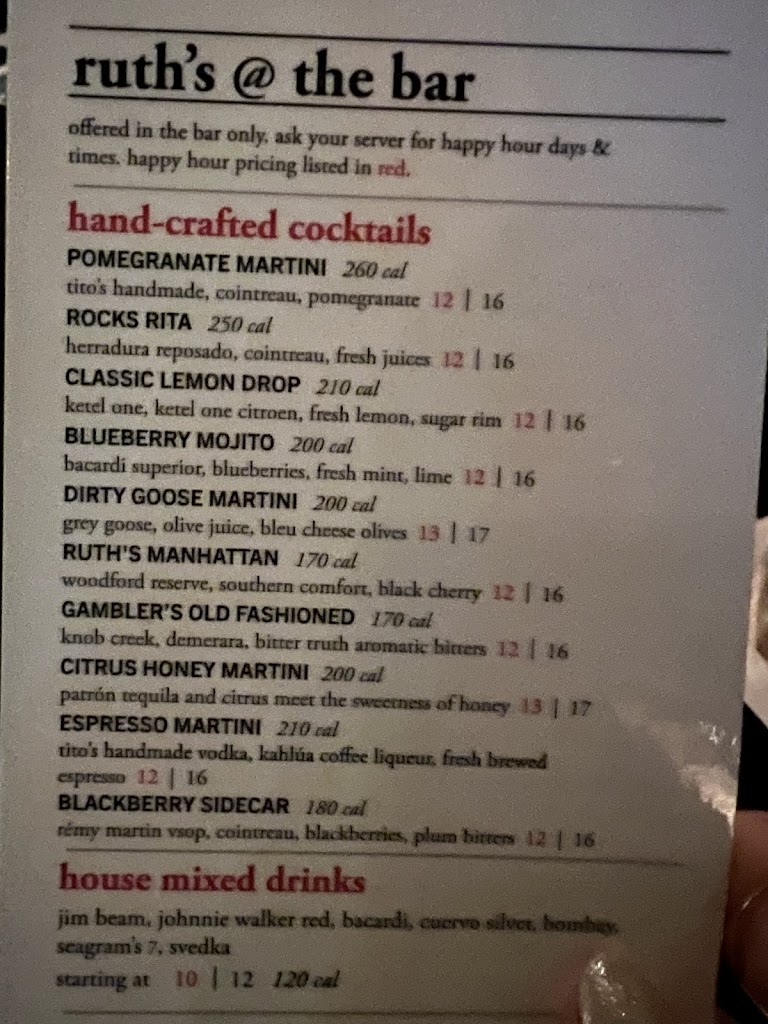 ruth's @ the bar
offered in the bar only. ask your server for happy hour days &
times. happy hour pricing listed in red.
hand-crafted cocktails
POMEGRANATE MARTINI 260 cal
tito's handmade, cointreau, pomegranate 12 | 16
ROCKS RITA 250 cal
herradura reposado, cointreau, fresh juices 12 | 16
CLASSIC LEMON DROP 210 cal
ketel one, ketel one citroen, fresh lemon, sugar rim 12 | 16
BLUEBERRY MOJITO 200 cal
bacardi superior, blueberries, fresh mint, lime 12 | 16
DIRTY GOOSE MARTINI 200 cal
grey goose, olive juice, bleu cheese olives 13 | 17
RUTH'S MANHATTAN 170 cal
woodford reserve, southern comfort, black cherry 12 | 16
GAMBLER'S OLD FASHIONED 170 cal
knob creek, demerara, bitter truth aromatic bitters 12 | 16
CITRUS HONEY MARTINI 200 cal
patrón tequila and citrus meet the sweetness of honey 13 | 17
ESPRESSO MARTINI 210 cal
tito's handmade vodka, kahlúa coffee liqueur, fresh brewed
espresso 12 | 16
BLACKBERRY SIDECAR 180 cal
rémy martin vsop, cointreau, blackberries, plum bitters 12 | 16
house mixed drinks
jim beam, johnnie walker red, bacardi, cuervo silver, bombay,
seagram's 7, svedka
starting at 10 | 12 120 cal